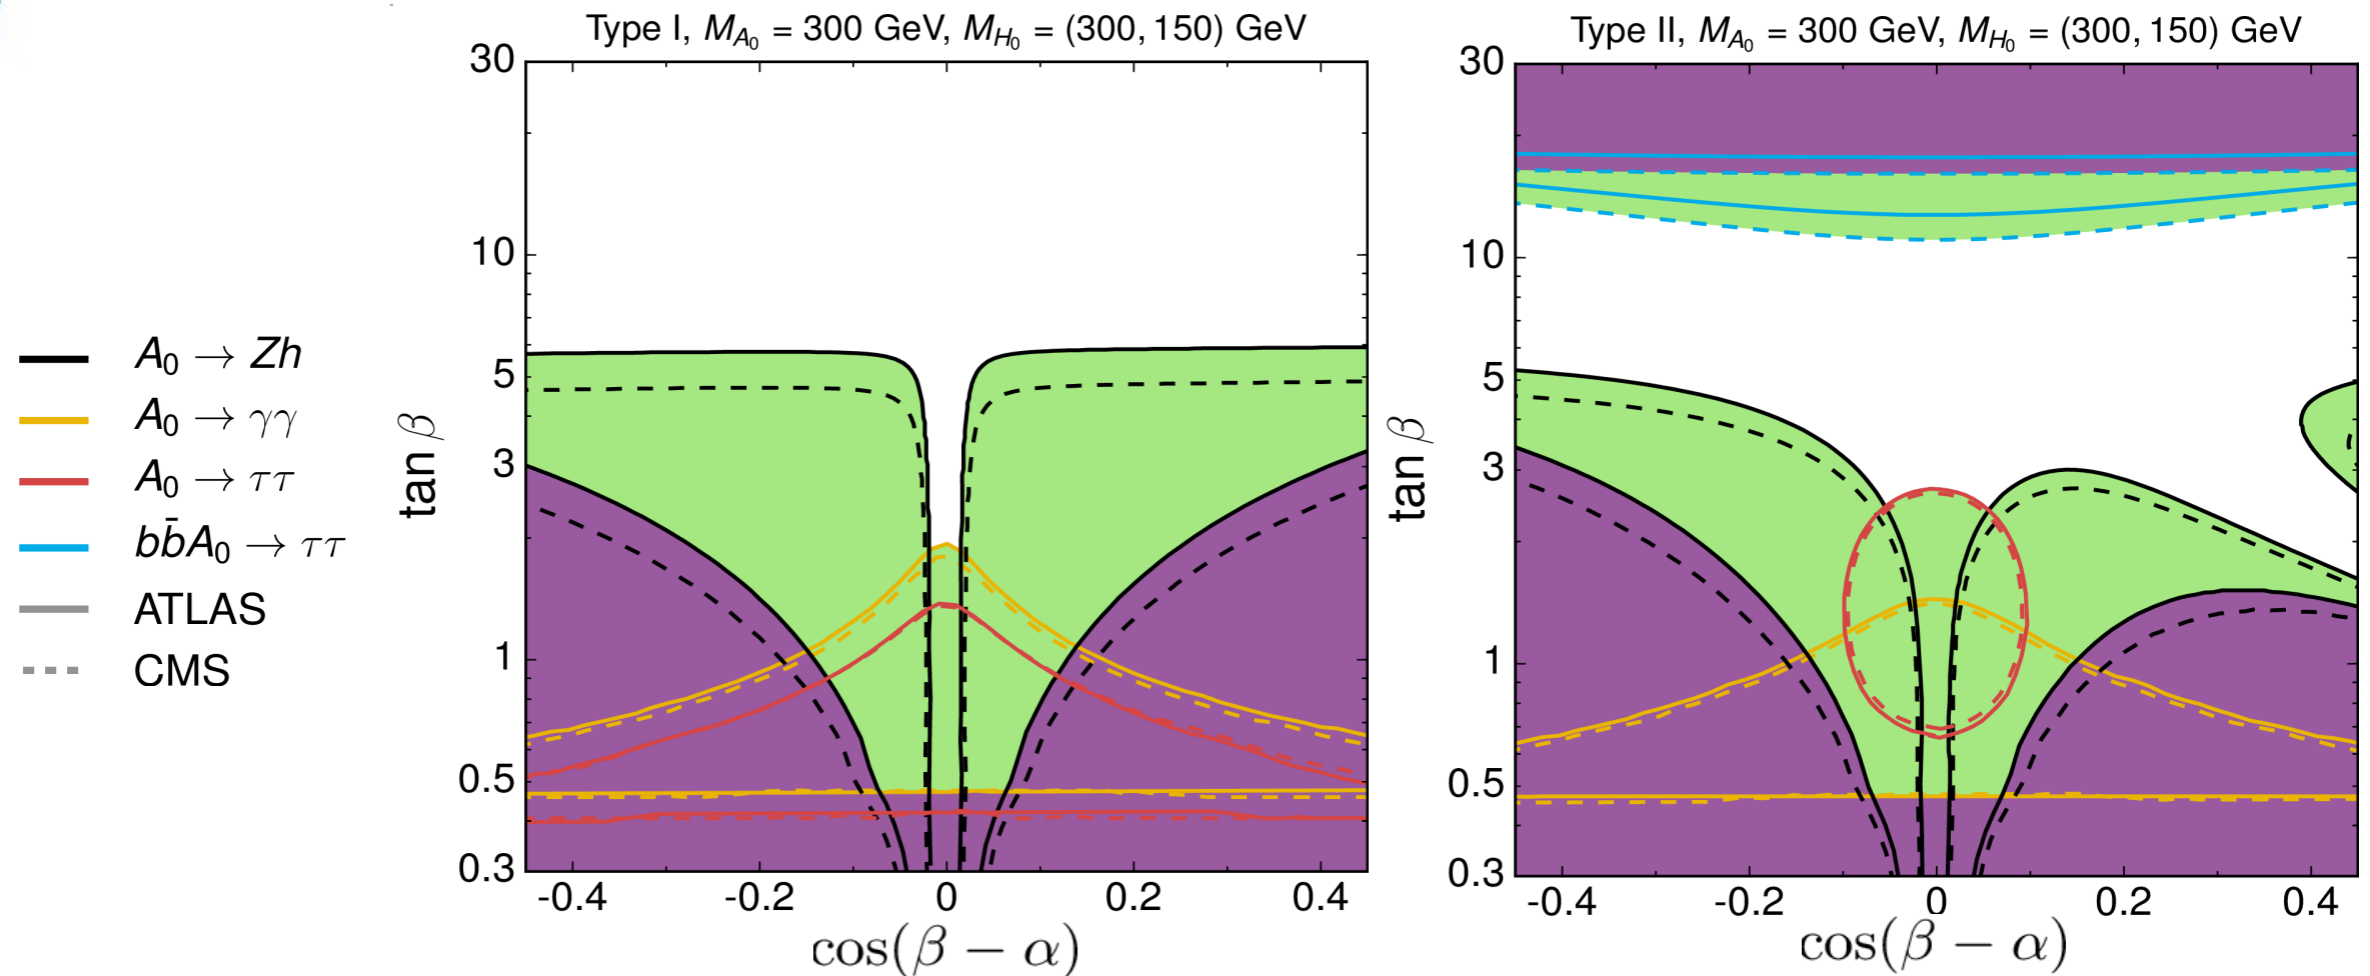 Type I, M_{A_0} = 300 GeV, M_{H_0} = (300, 150) GeV
30
10
5
3
1
0.5
0.3
tan β
-0.4 -0.2 0 0.2 0.4
cos(β − α)
Type II, M_{A_0} = 300 GeV, M_{H_0} = (300, 150) GeV
30
10
5
3
1
0.5
0.3
tan β
-0.4 -0.2 0 0.2 0.4
cos(β − α)
A_0 → Zh
A_0 → γγ
A_0 → ττ
bb̄A_0 → ττ
ATLAS
CMS